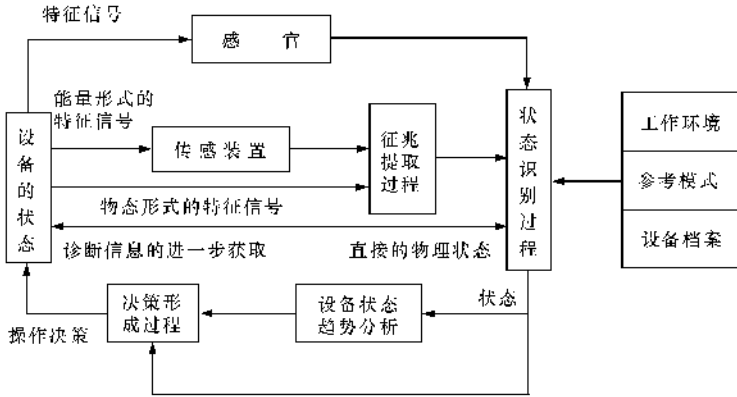 特征信号
感 官
能量形式的
特征信号
设备的状态
传感装置
征兆
提取
过程
状态识别过程
工作环境
参考模式
设备档案
物态形式的特征信号
诊断信息的进一步获取
直接的物理状态
状态
操作决策
决策形
成过程
设备状态
趋势分析